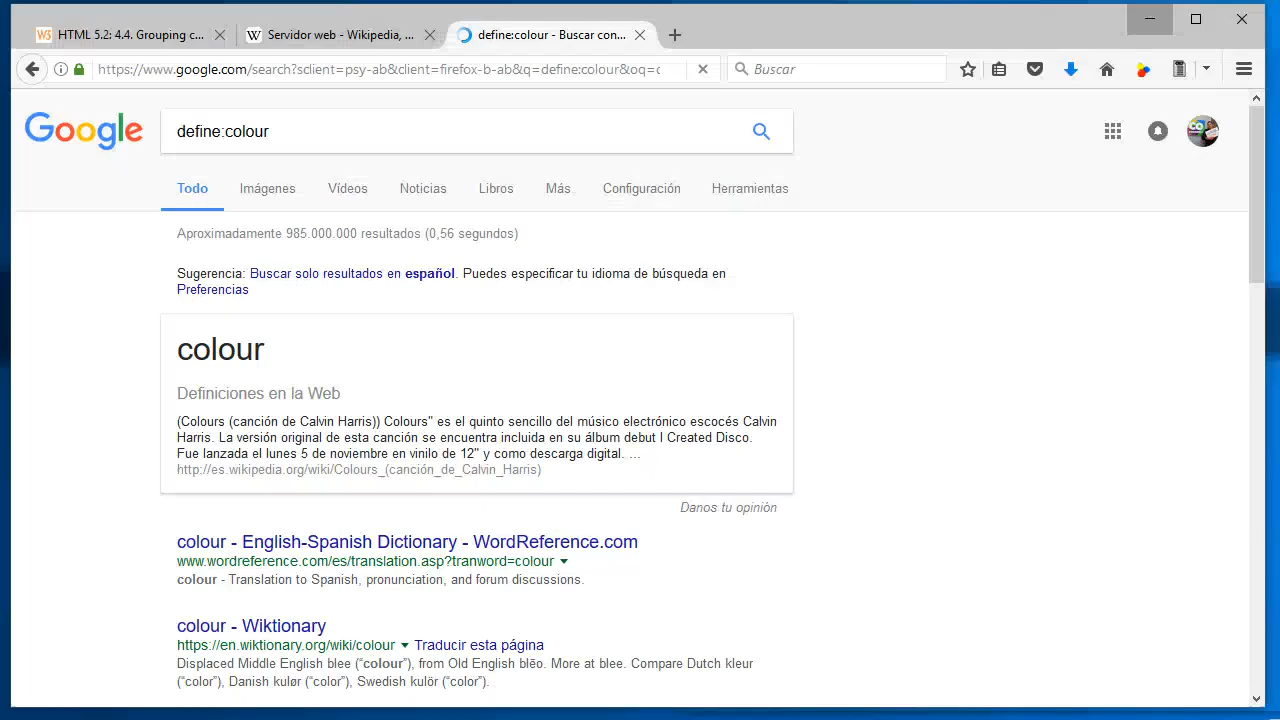 HTML 5.2: 4.4. Grouping c...
Servidor web - Wikipedia, ...
define:colour - Buscar con...
https://www.google.com/search?sclient=psy-ab&client=firefox-b-ab&q=define:colour&oq=c
Buscar
Google
define:colour
Todo Imágenes Vídeos Noticias Libros Más Configuración Herramientas
Aproximadamente 985.000.000 resultados (0,56 segundos)
Sugerencia: Buscar solo resultados en español. Puedes especificar tu idioma de búsqueda en
Preferencias
colour
Definiciones en la Web
(Colours (canción de Calvin Harris)) Colours" es el quinto sencillo del músico electrónico escocés Calvin
Harris. La versión original de esta canción se encuentra incluida en su álbum debut I Created Disco.
Fue lanzada el lunes 5 de noviembre en vinilo de 12" y como descarga digital. ...
http://es.wikipedia.org/wiki/Colours_(canción_de_Calvin_Harris)
Danos tu opinión
colour - English-Spanish Dictionary - WordReference.com
www.wordreference.com/es/translation.asp?tranword=colour
colour - Translation to Spanish, pronunciation, and forum discussions.
colour - Wiktionary
https://en.wiktionary.org/wiki/colour Traducir esta página
Displaced Middle English blee (“colour”), from Old English blēo. More at blee. Compare Dutch kleur
(“color”), Danish kulør (“color”), Swedish kulör (“color”).